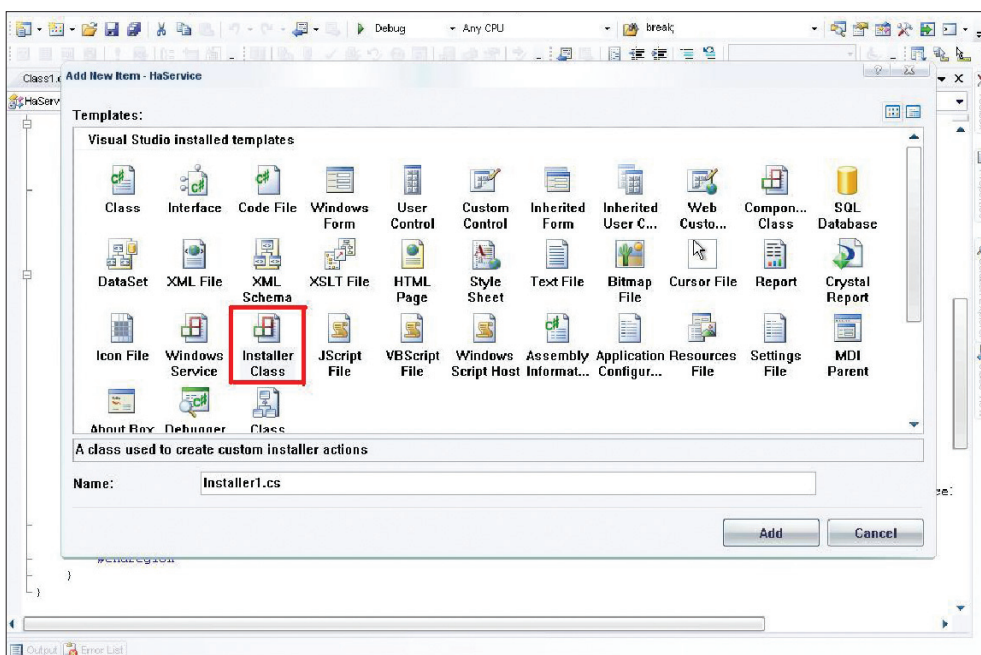 Debug Any CPU break;
Class1.c
Add New Item - HaService
HaServ
Templates:
Visual Studio installed templates
Class Interface Code File Windows Form User Control Custom Control Inherited Form Inherited User C... Web Custo... Compon... Class SQL Database
DataSet XML File XML Schema XSLT File HTML Page Style Sheet Text File Bitmap File Cursor File Report Crystal Report
Icon File Windows Service Installer Class JScript File VBScript File Windows Script Host Assembly Informat... Application Configur... Resources File Settings File MDI Parent
About Box Debugger Class
A class used to create custom installer actions
Name: Installer1.cs
Add Cancel
#endregion
}
}
Output Error List